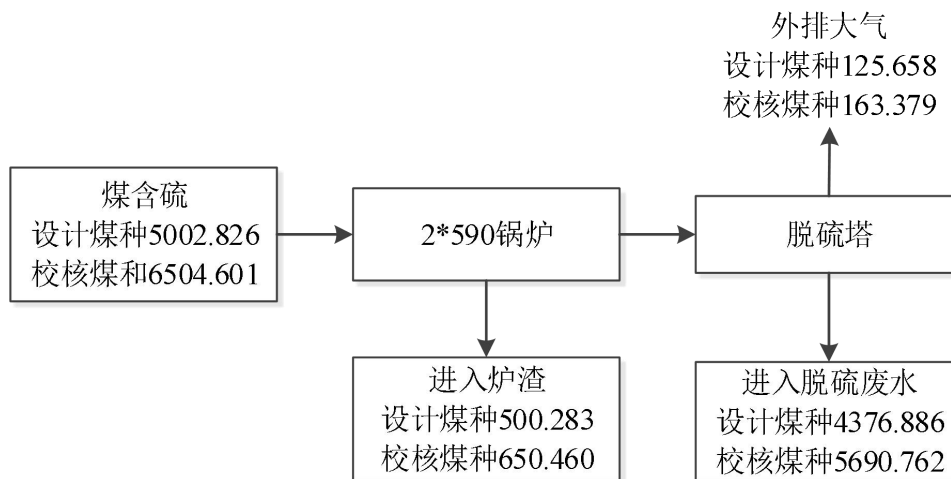 外排大气
设计煤种125.658
校核煤种163.379
煤含硫
设计煤种5002.826
校核煤和6504.601
2*590锅炉
脱硫塔
进入炉渣
设计煤种500.283
校核煤种650.460
进入脱硫废水
设计煤种4376.886
校核煤种5690.762